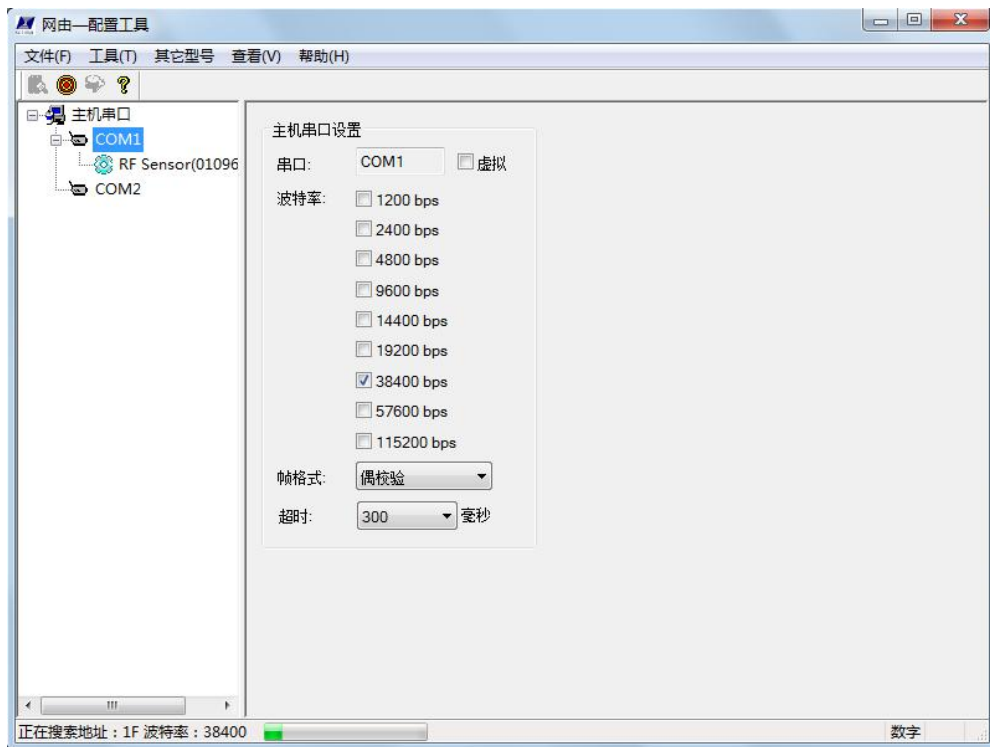 网由—配置工具
文件(F) 工具(T) 其它型号 查看(V) 帮助(H)
主机串口
COM1
RF Sensor(01096
COM2
主机串口设置
串口: COM1 虚拟
波特率: 1200 bps
2400 bps
4800 bps
9600 bps
14400 bps
19200 bps
38400 bps
57600 bps
115200 bps
帧格式: 偶校验
超时: 300 毫秒
正在搜索地址:1F 波特率:38400 数字